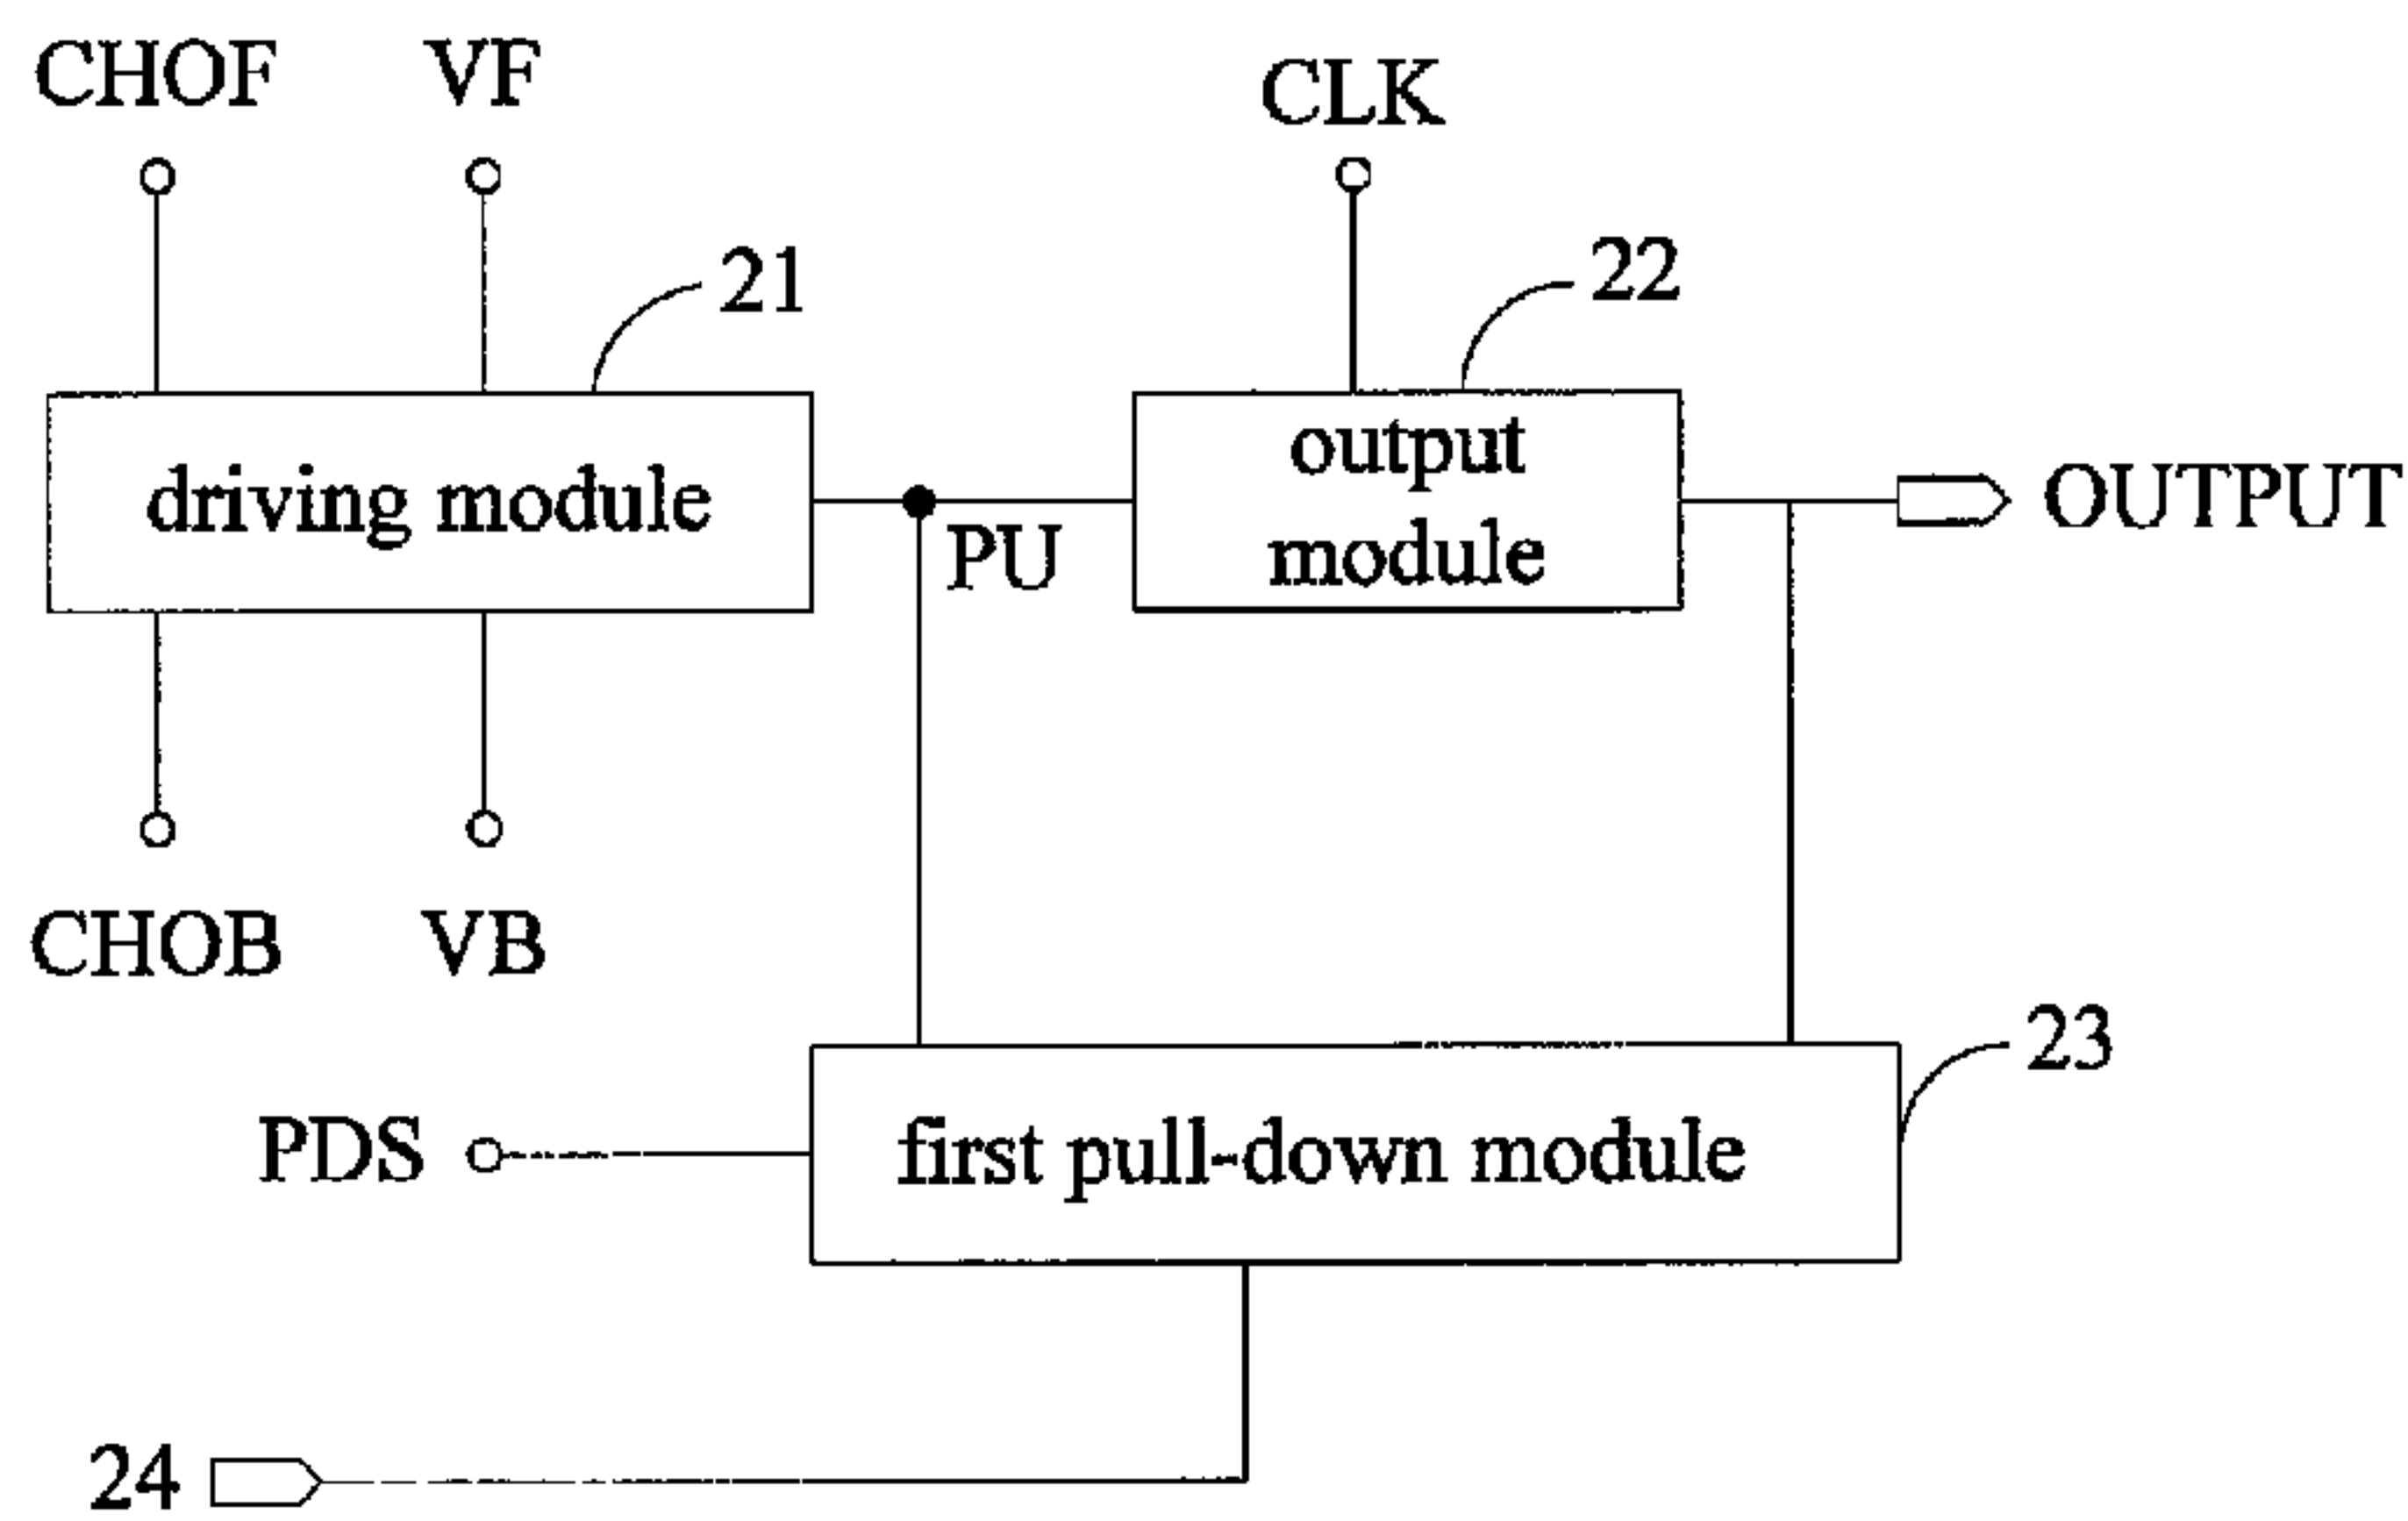 CHOF VF CLK
21 22
driving module
output
module
OUTPUT
PU
CHOB VB
23
PDS
first pull-down module
24